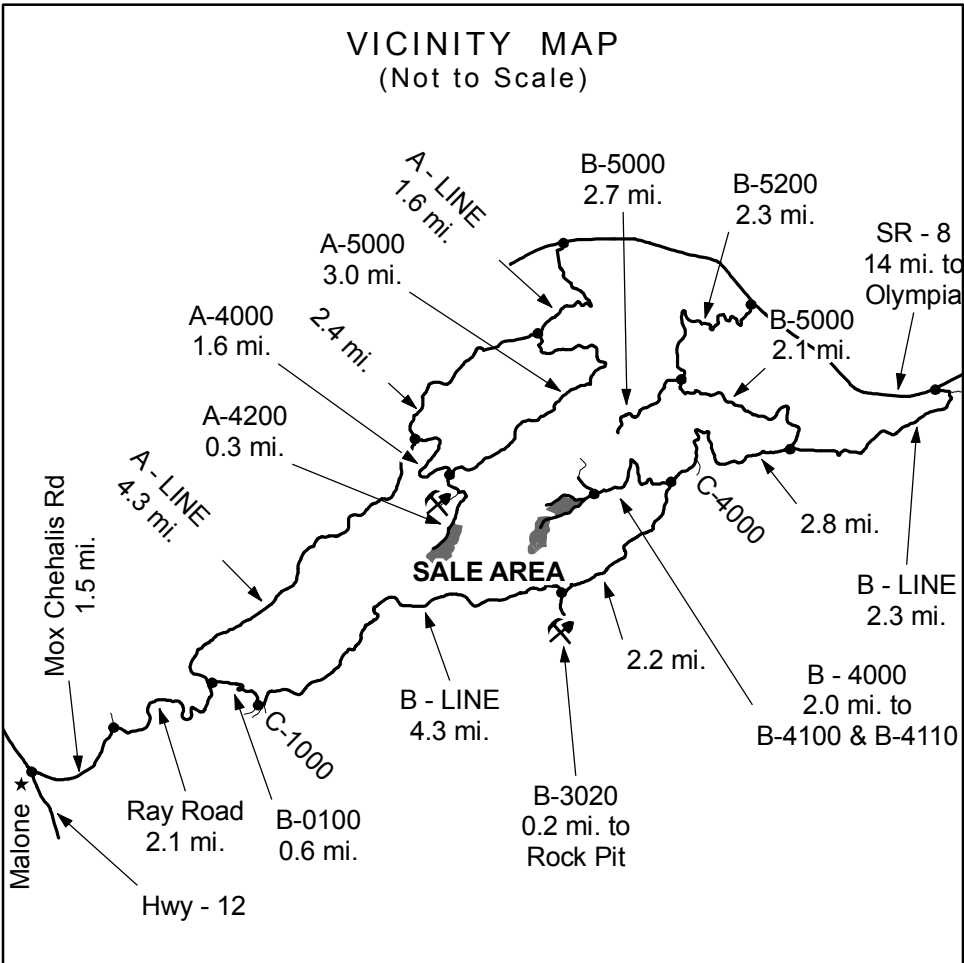 VICINITY MAP
(Not to Scale)
A - LINE
1.6 mi.
B-5000
2.7 mi.
B-5200
2.3 mi.
A-5000
3.0 mi.
SR - 8
14 mi. to
Olympia
A-4000
1.6 mi.
2.4 mi.
B-5000
2.1 mi.
A-4200
0.3 mi.
A - LINE
4.3 mi.
Mox Chehalis Rd
1.5 mi.
C-4000
2.8 mi.
SALE AREA
B - LINE
2.3 mi.
2.2 mi.
B - LINE
4.3 mi.
B - 4000
2.0 mi. to
B-4100 & B-4110
C-1000
Malone
Ray Road
2.1 mi.
B-0100
0.6 mi.
B-3020
0.2 mi. to
Rock Pit
Hwy - 12